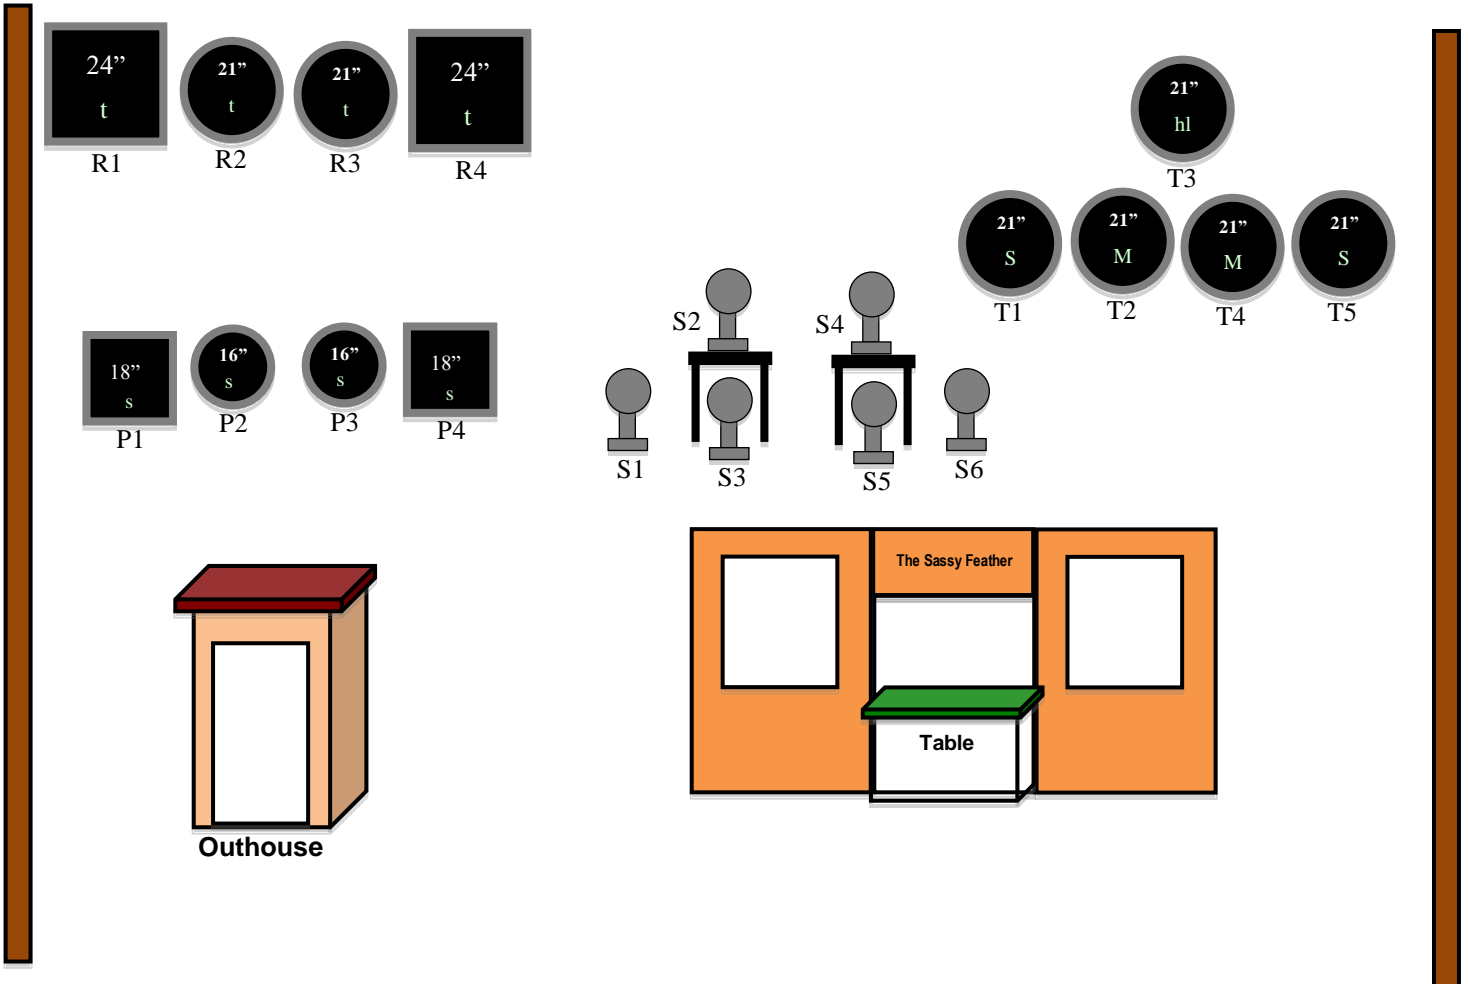 24”
t
R1
21”
t
R2
21”
t
R3
24”
t
R4
21”
hl
T3
21”
S
T1
21”
M
T2
21”
M
T4
21”
S
T5
18”
s
P1
16”
s
P2
16”
s
P3
18”
s
P4
S2
S4
S1
S3
S5
S6
The Sassy Feather
Table
Outhouse